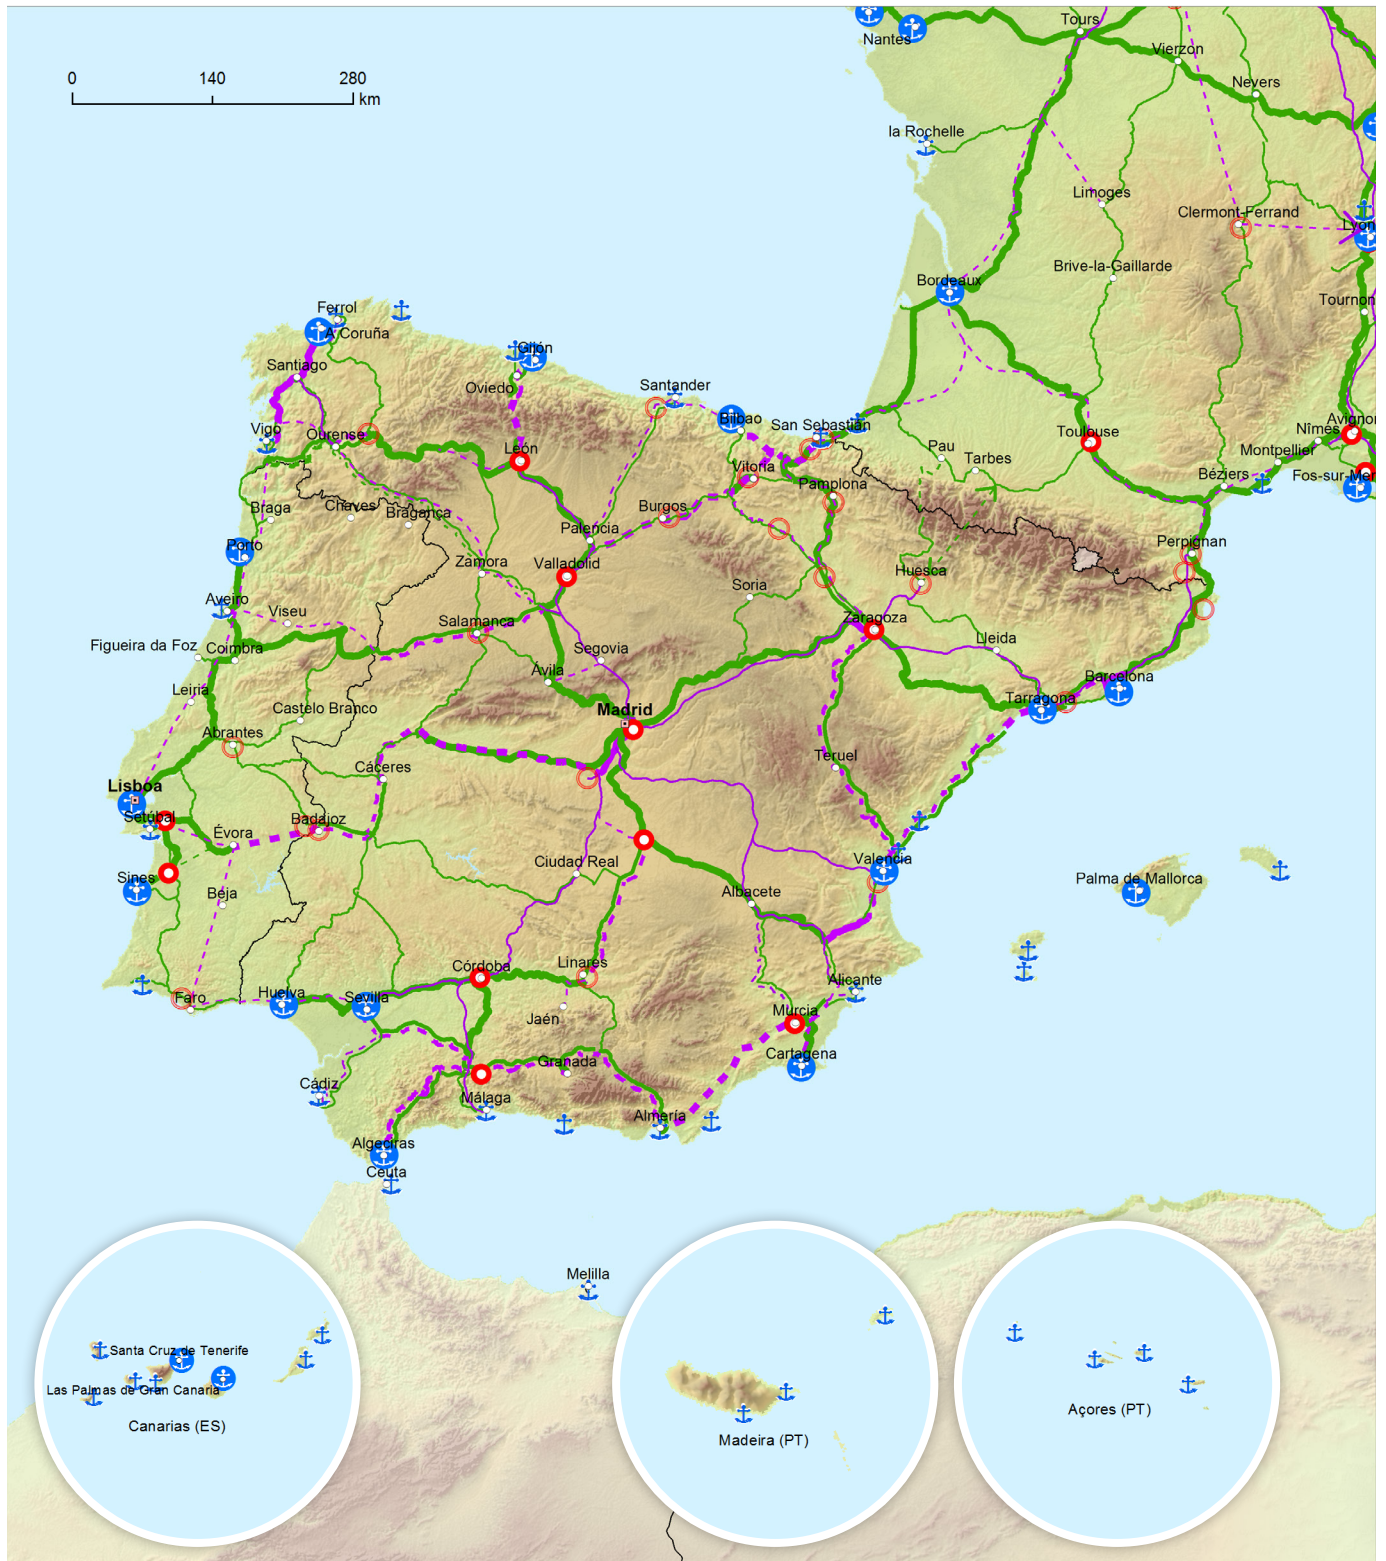 Tours
Nantes
Vierzon
0 140 280
km
Nevers
la Rochelle
Limoges
Clermont-Ferrand
Lyon
Brive-la-Gaillarde
Bordeaux
Tournon
Ferrol
A Coruña
Gijón
Santiago
Oviedo
Santander
Bilbao
San Sebastián
Avignon
Vigo
Ourense
Toulouse
Nîmes
León
Pau
Montpellier
Tarbes
Vitoria
Béziers
Fos-sur-Mer
Pamplona
Braga
Chaves
Bragança
Burgos
Palencia
Porto
Perpignan
Zamora
Valladolid
Huesca
Soria
Aveiro
Viseu
Salamanca
Zaragoza
Figueira da Foz
Coimbra
Segovia
Lleida
Ávila
Barcelona
Leiria
Tarragona
Castelo Branco
Madrid
Abrantes
Teruel
Cáceres
Lisboa
Setúbal
Badajoz
Évora
Ciudad Real
Valencia
Sines
Beja
Albacete
Palma de Mallorca
Córdoba
Linares
Alicante
Huelva
Sevilla
Faro
Jaén
Murcia
Cartagena
Granada
Cádiz
Málaga
Almería
Algeciras
Ceuta
Melilla
Santa Cruz de Tenerife
Las Palmas de Gran Canaria
Canarias (ES)
Madeira (PT)
Açores (PT)